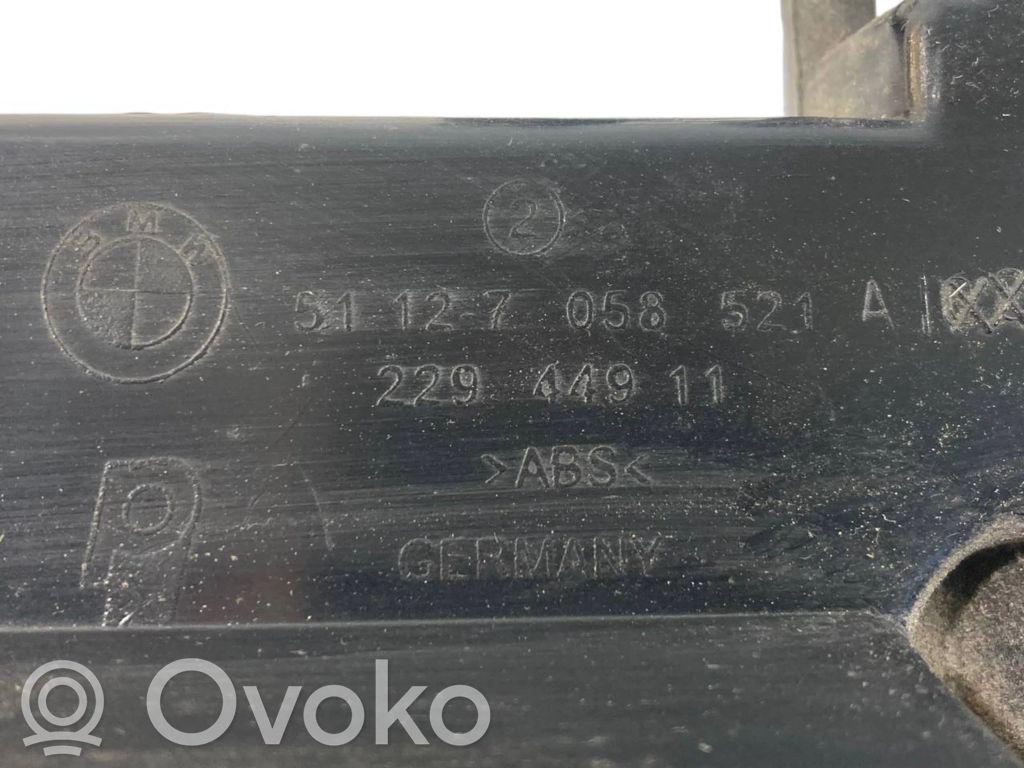 2
BMW
51 12-7 058 521 A
229 449 11
>ABS<
GERMANY
Ovoko